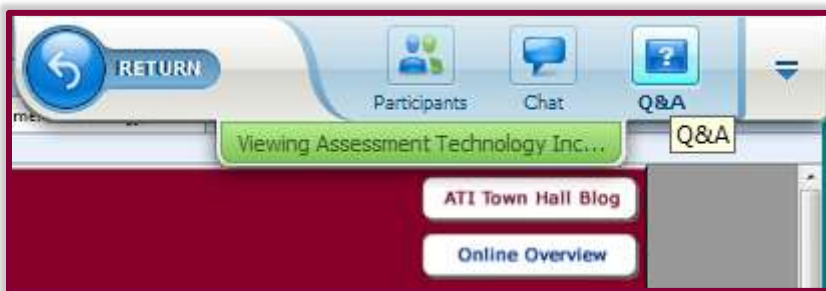 RETURN
Participants
Chat
Q&A
Viewing Assessment Technology Inc...
Q&A
ATI Town Hall Blog
Online Overview